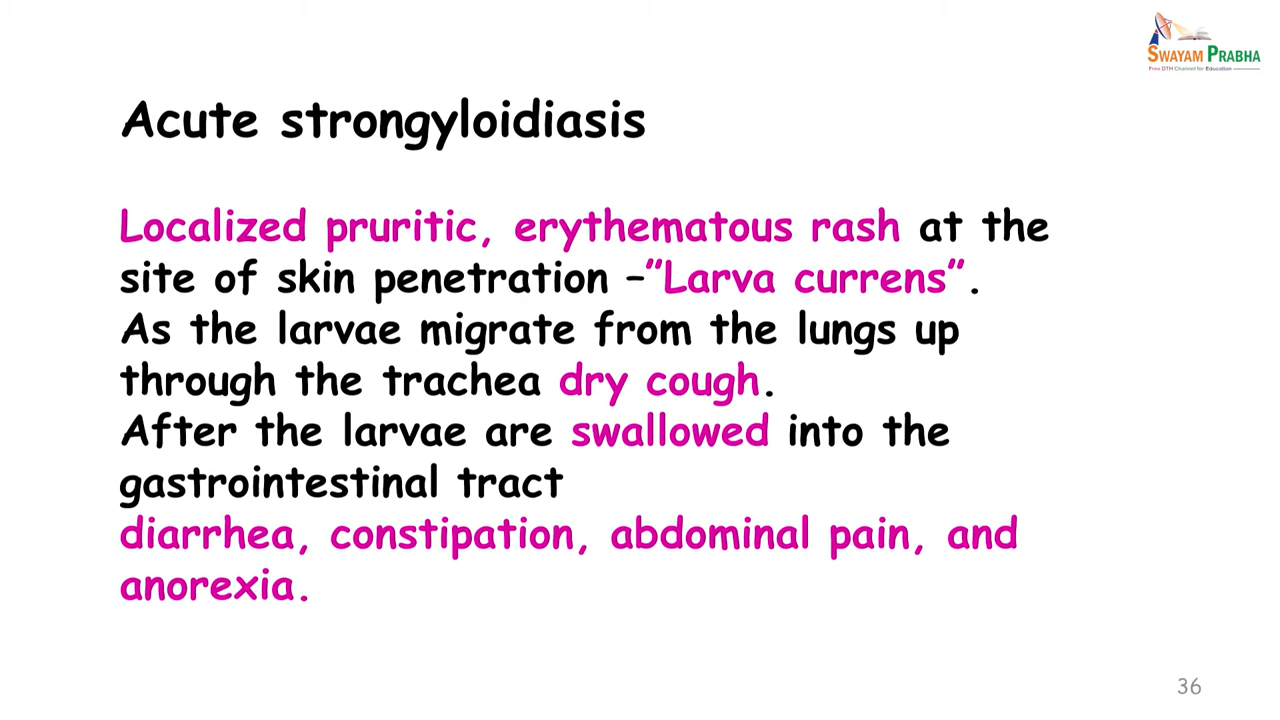 SWAYAM PRABHA
Free DTH Channel for Education
Acute strongyloidiasis
Localized pruritic, erythematous rash at the
site of skin penetration –”Larva currens”.
As the larvae migrate from the lungs up
through the trachea dry cough.
After the larvae are swallowed into the
gastrointestinal tract
diarrhea, constipation, abdominal pain, and
anorexia.
36